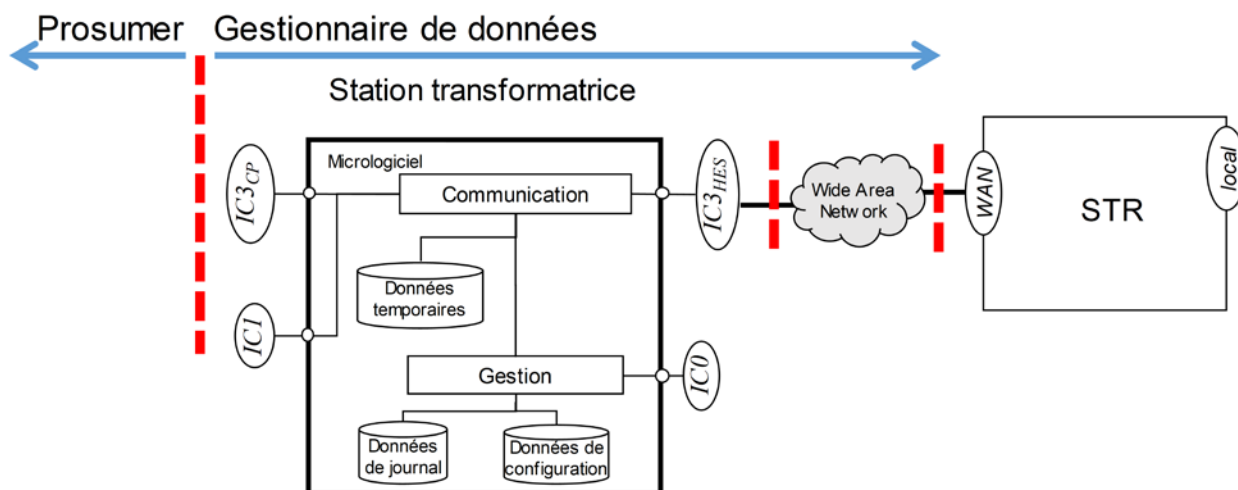 Prosumer
Gestionnaire de données
Station transformatrice
Micrologiciel
IC3CP
Communication
IC3HES
Wide Area
Network
WAN
STR
local
Données
temporaires
IC1
Gestion
IC0
Données
de journal
Données de
configuration